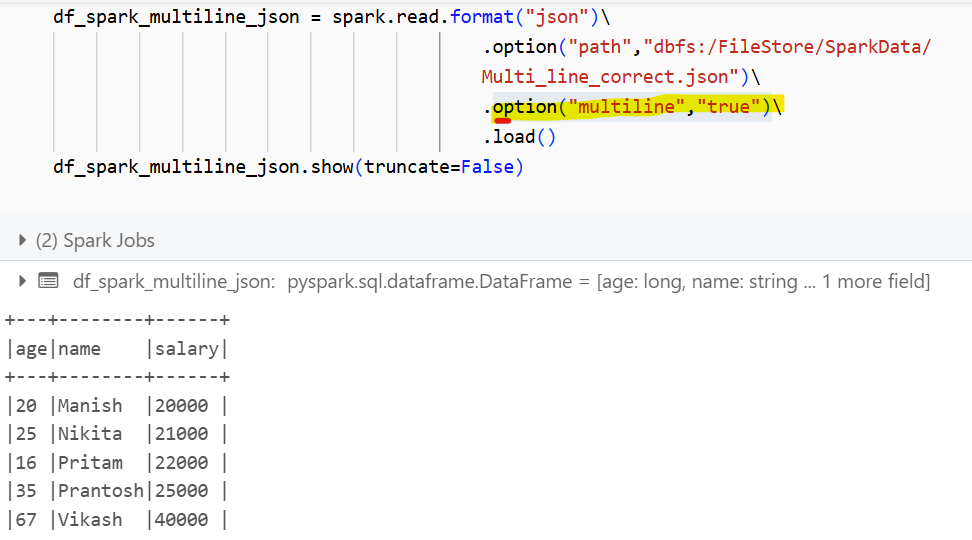 df_spark_multiline_json = spark.read.format("json")\
.option("path","dbfs:/FileStore/SparkData/
Multi_line_correct.json")\
.option("multiline","true")\
.load()
df_spark_multiline_json.show(truncate=False)
(2) Spark Jobs
df_spark_multiline_json: pyspark.sql.dataframe.DataFrame = [age: long, name: string ... 1 more field]
+---+--------+------+
|age|name    |salary|
+---+--------+------+
|20 |Manish  |20000 |
|25 |Nikita  |21000 |
|16 |Pritam  |22000 |
|35 |Prantosh|25000 |
|67 |Vikash  |40000 |